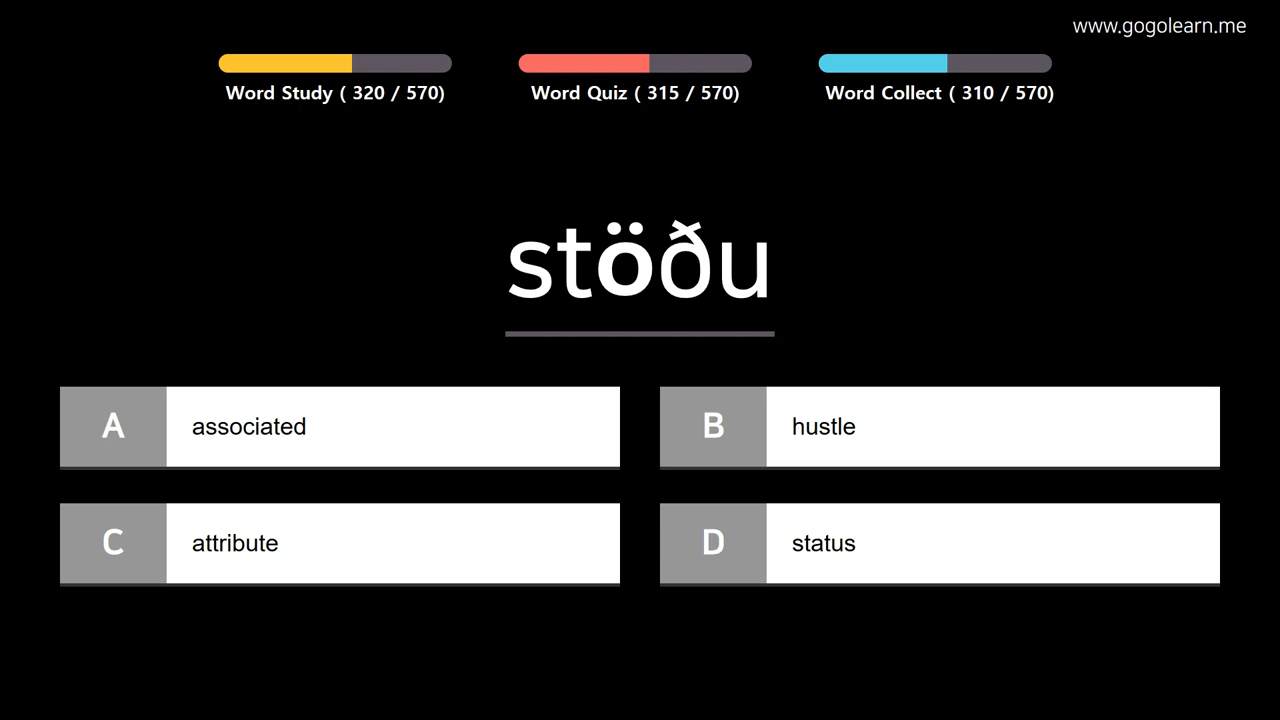 www.gogolearn.me
Word Study ( 320 / 570)
Word Quiz ( 315 / 570)
Word Collect ( 310 / 570)
stöðu
A associated
B hustle
C attribute
D status